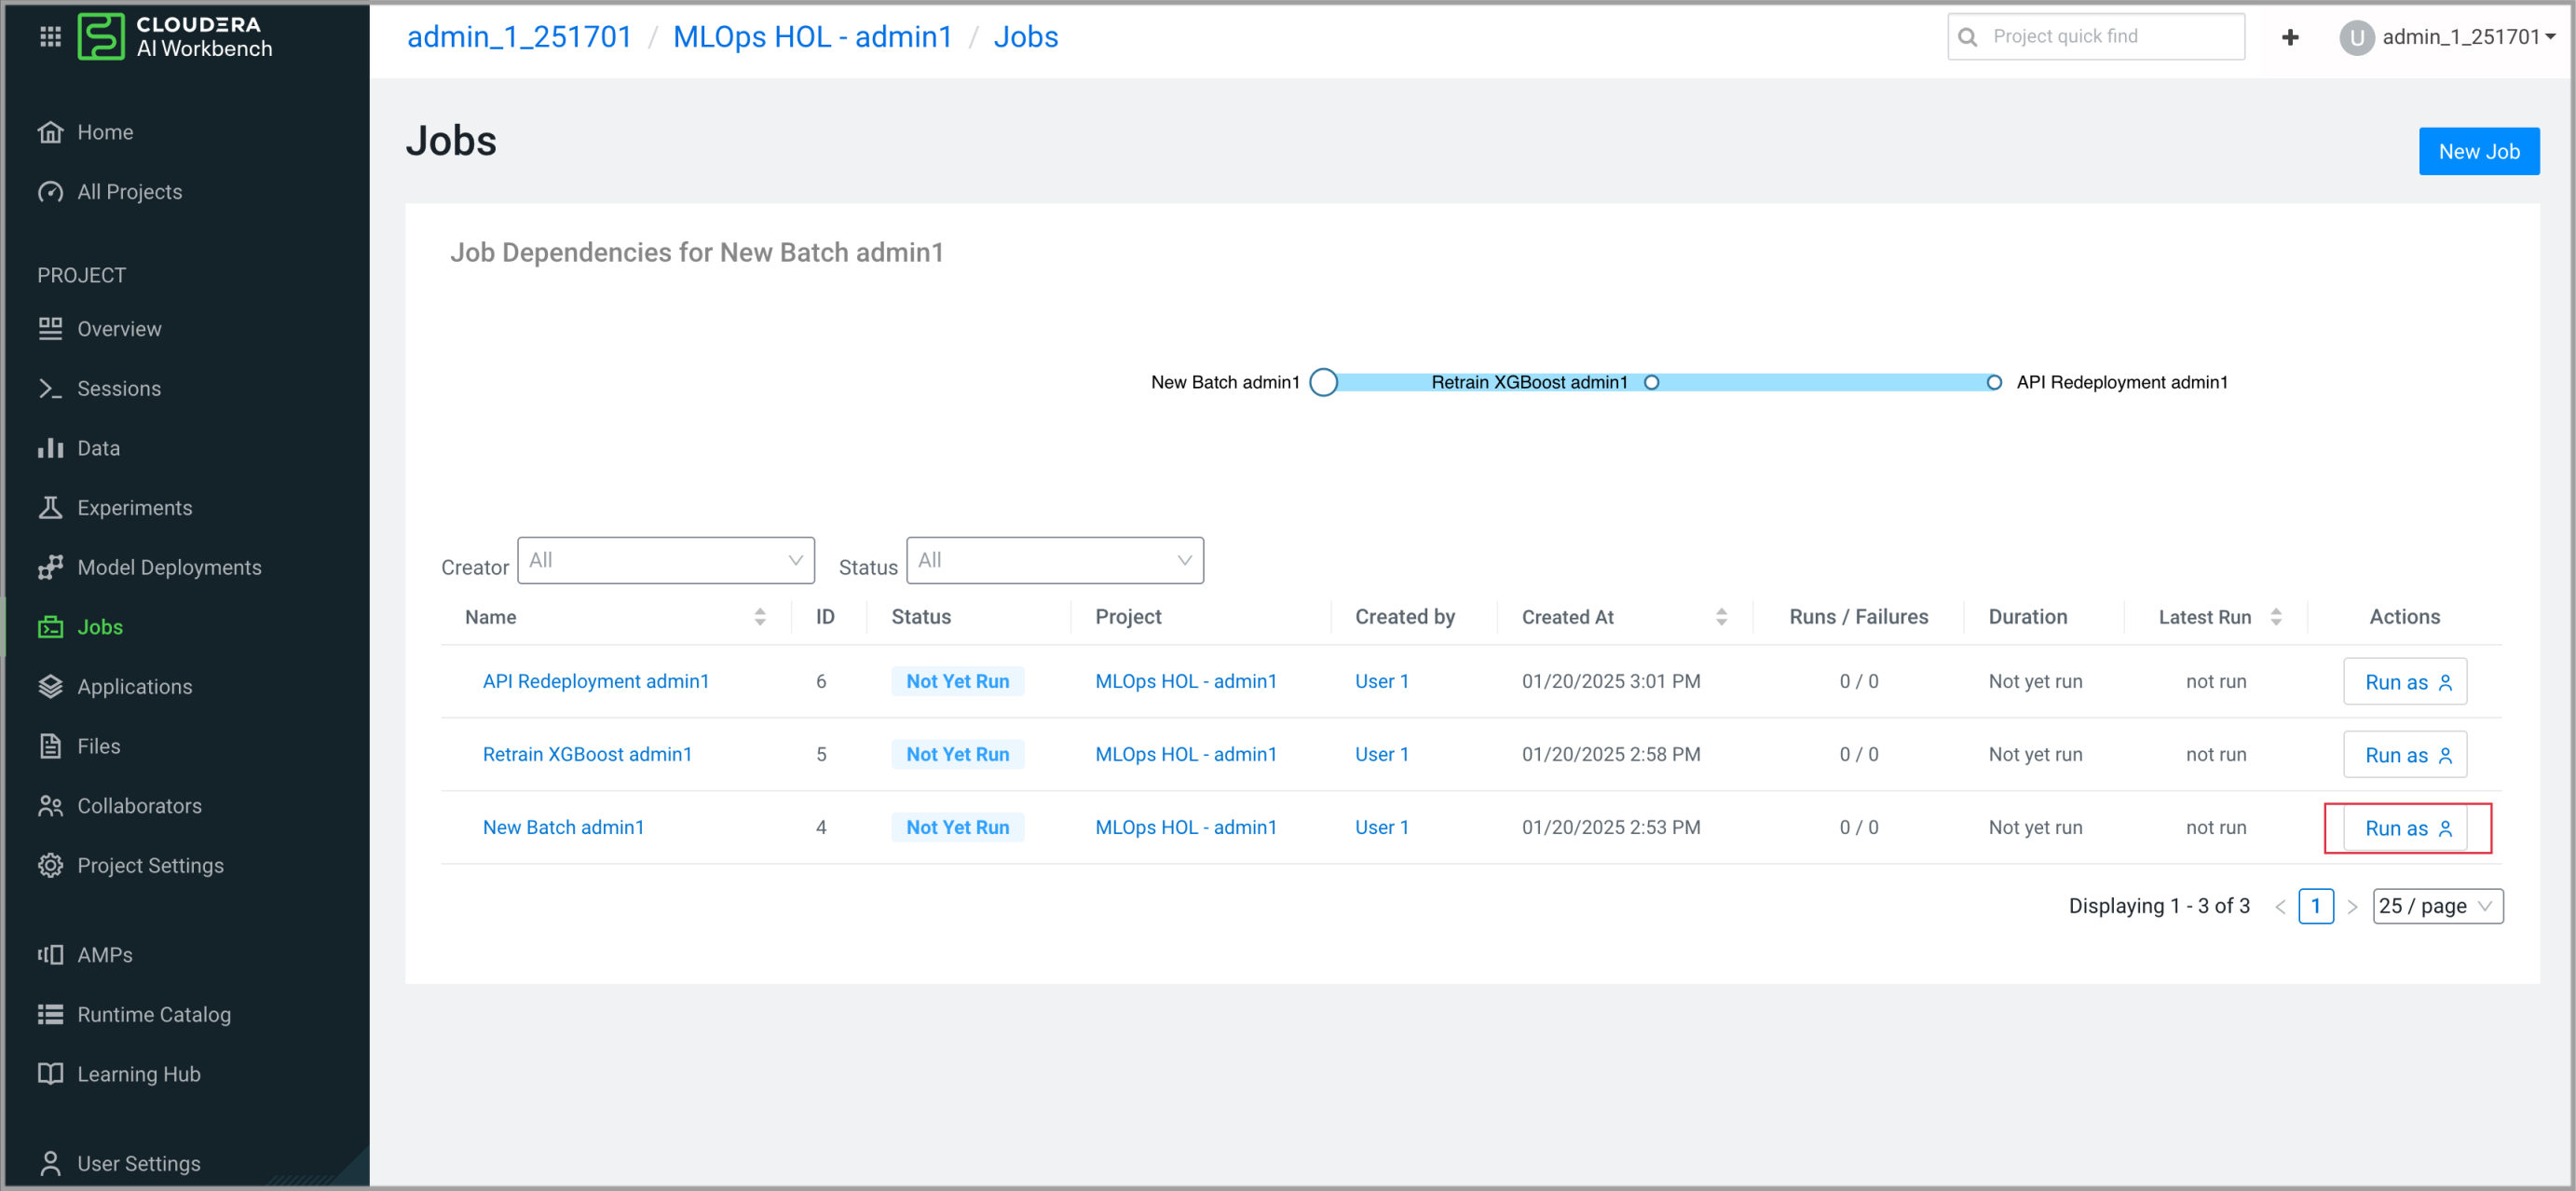 CLOUDERA
AI Workbench
admin_1_251701 / MLOps HOL - admin1 / Jobs
Project quick find
U admin_1_251701
Home
All Projects
PROJECT
Overview
Sessions
Data
Experiments
Model Deployments
Jobs
Applications
Files
Collaborators
Project Settings
AMPs
Runtime Catalog
Learning Hub
User Settings
Jobs
New Job
Job Dependencies for New Batch admin1
New Batch admin1 Retrain XGBoost admin1 API Redeployment admin1
Creator All Status All
Name ID Status Project Created by Created At Runs / Failures Duration Latest Run Actions
API Redeployment admin1 6 Not Yet Run MLOps HOL - admin1 User 1 01/20/2025 3:01 PM 0 / 0 Not yet run not run Run as
Retrain XGBoost admin1 5 Not Yet Run MLOps HOL - admin1 User 1 01/20/2025 2:58 PM 0 / 0 Not yet run not run Run as
New Batch admin1 4 Not Yet Run MLOps HOL - admin1 User 1 01/20/2025 2:53 PM 0 / 0 Not yet run not run Run as
Displaying 1 - 3 of 3 < 1 > 25 / page